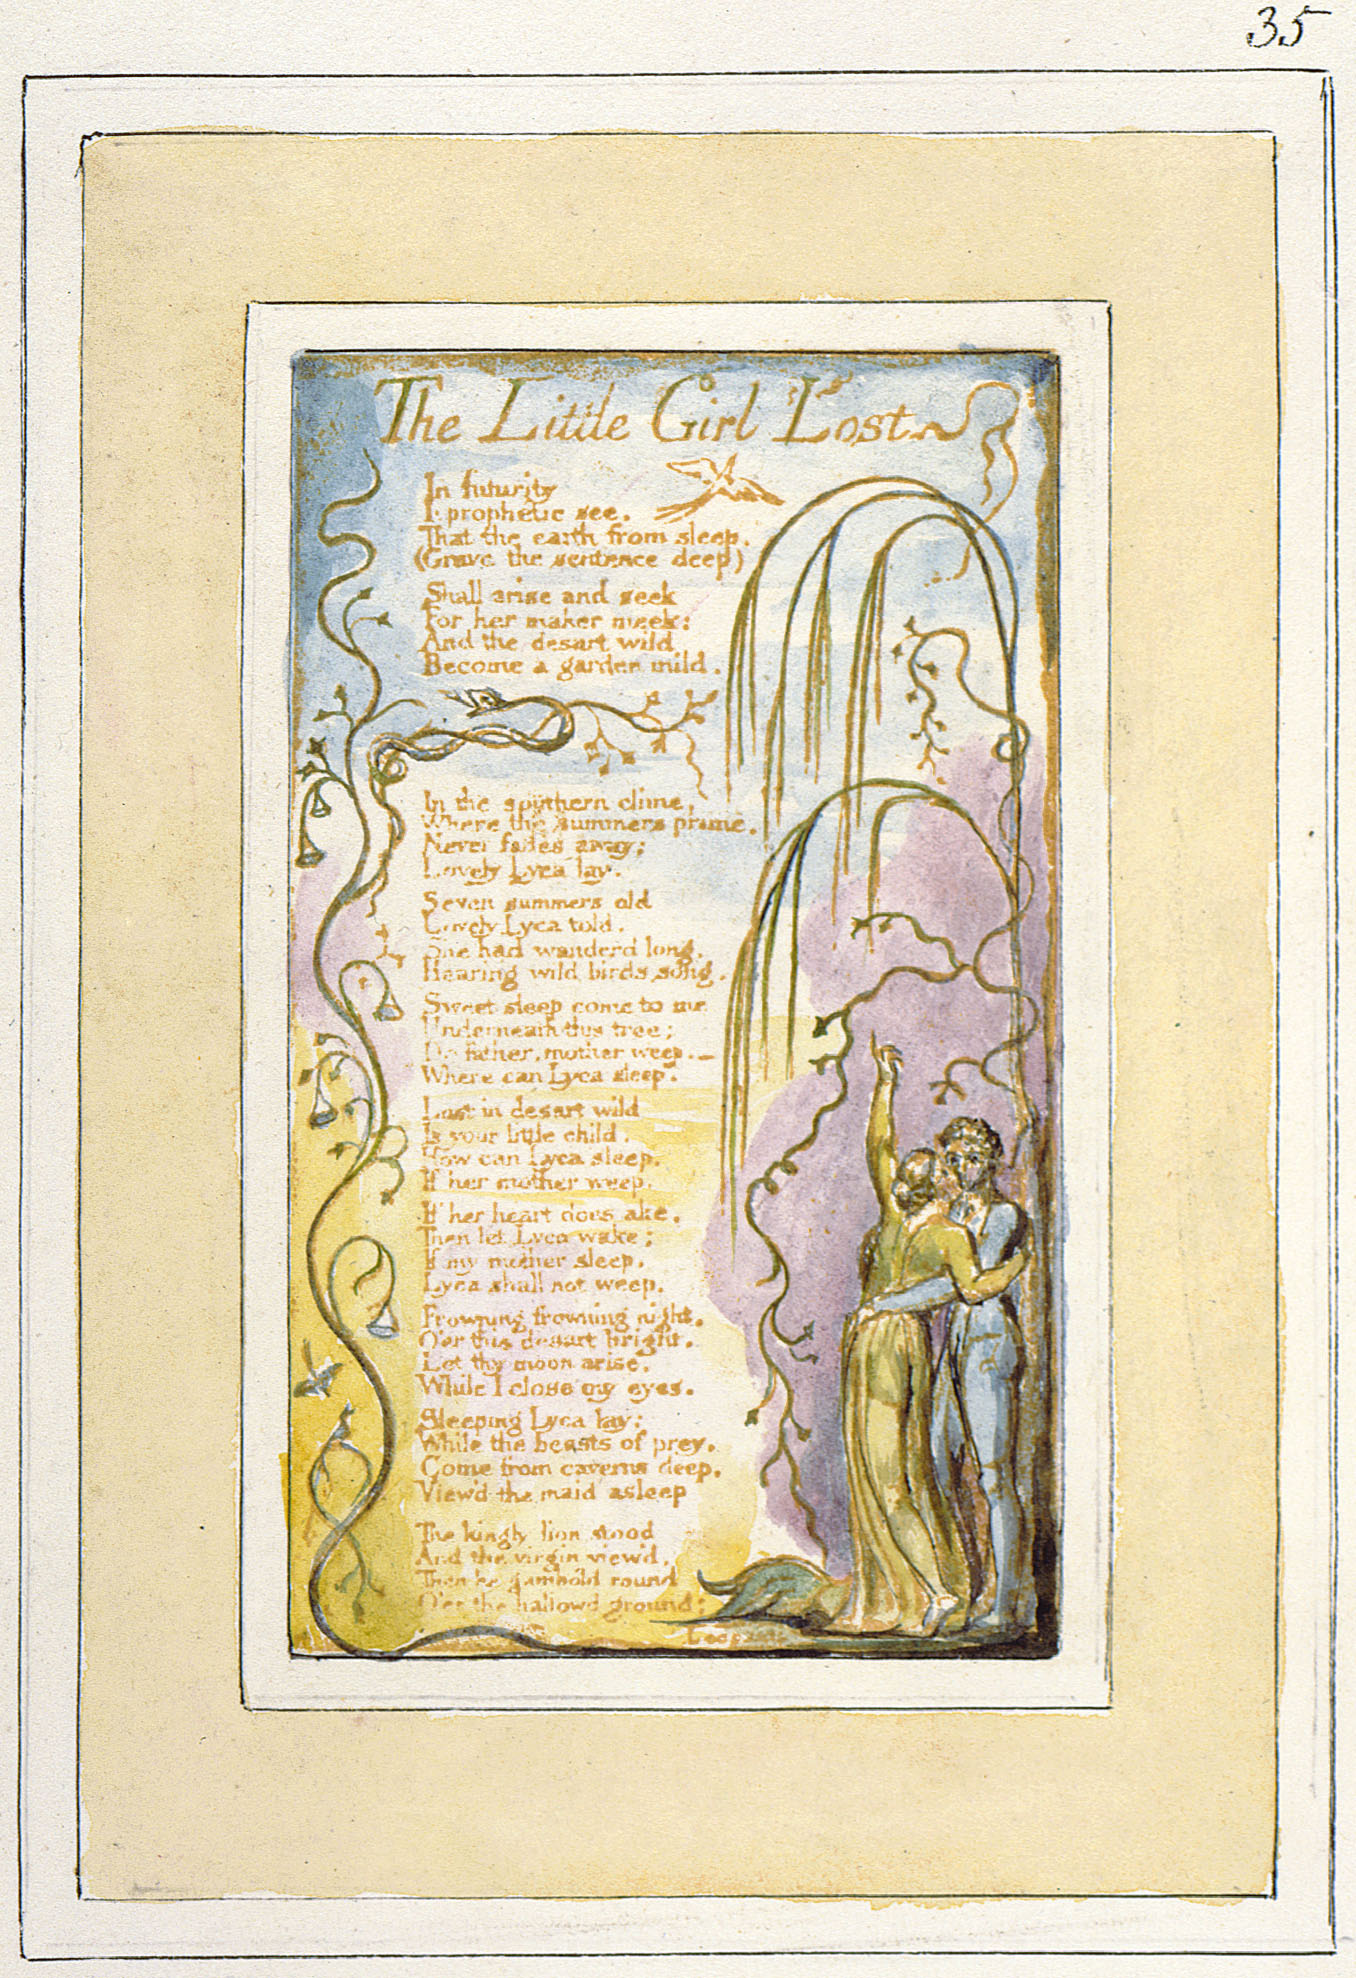 35
The Little Girl Lost
In futurity
I prophetic see.
That the earth from sleep.
(Grave the sentence deep)
Shall arise and seek
For her maker meek:
And the desart wild
Become a garden mild.
In the southern clime,
Where the summers prime.
Never fades away;
Lovely Lyca lay.
Seven summers old
Lovely Lyca told.
She had wanderd long.
Hearing wild birds song.
Sweet sleep come to me
Underneath this tree;
Do father, mother weep.—
Where can Lyca sleep.
Lost in desart wild
Is your little child.
How can Lyca sleep.
If her mother weep.
If her heart does ake.
Then let Lyca wake;
If my mother sleep.
Lyca shall not weep.
Frowning frowning night.
O'er this desart bright.
Let thy moon arise.
While I close my eyes.
Sleeping Lyca lay;
While the beasts of prey.
Come from caverns deep.
View'd the maid asleep
The kingly lion stood
And the virgin view'd.
Then he gambold round
O'er the hallowd ground: